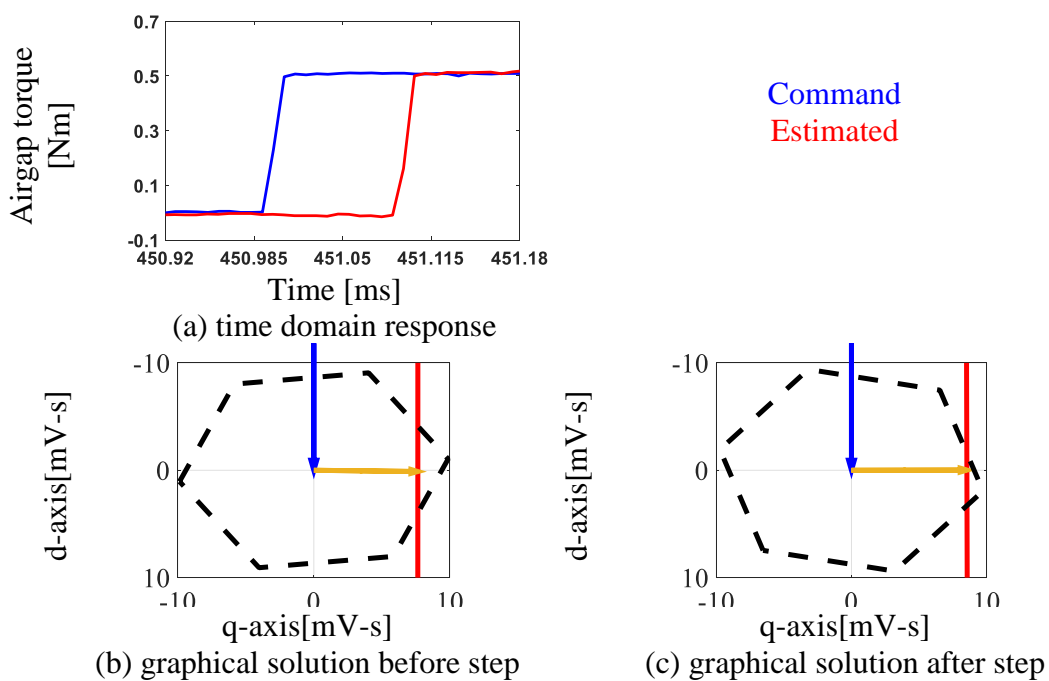 0.7
0.5
0.3
0.1
-0.1
Airgap torque
[Nm]
450.92 450.985 451.05 451.115 451.18
Time [ms]
(a) time domain response
Command
Estimated
-10
0
10
d-axis[mV-s]
-10 0 10
q-axis[mV-s]
(b) graphical solution before step
-10
0
10
d-axis[mV-s]
-10 0 10
q-axis[mV-s]
(c) graphical solution after step